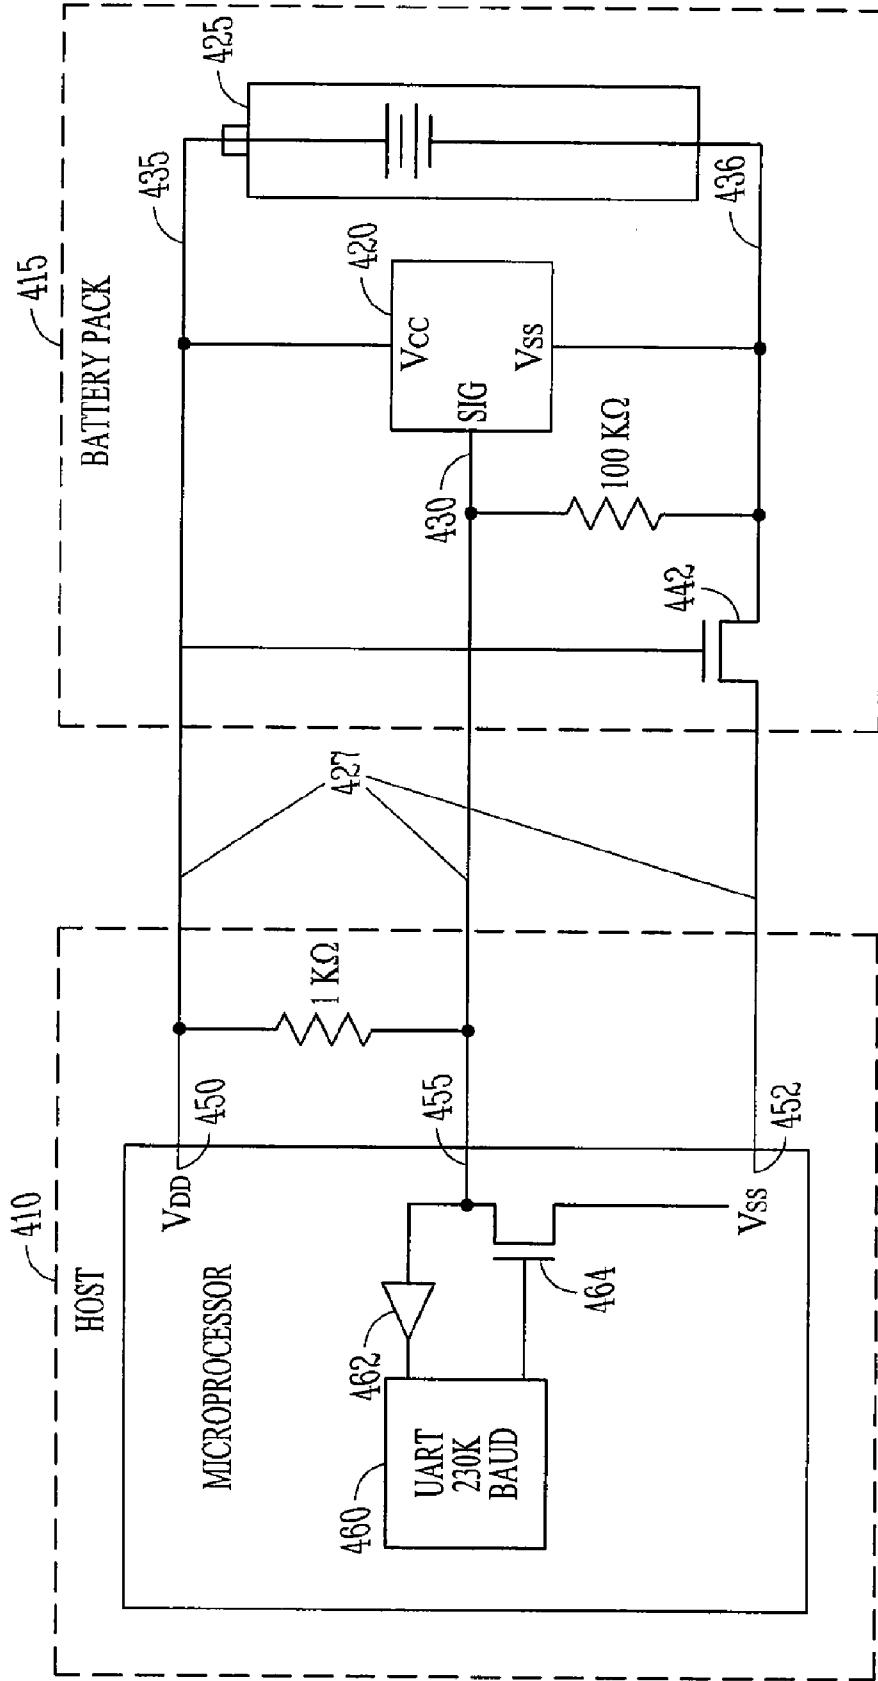 410
HOST
MICROPROCESSOR
VDD
450
1 KΩ
455
462
460
UART
230K
BAUD
464
VSS
452
427
415
BATTERY PACK
435
425
420
VCC
SIG
VSS
430
100 KΩ
442
436